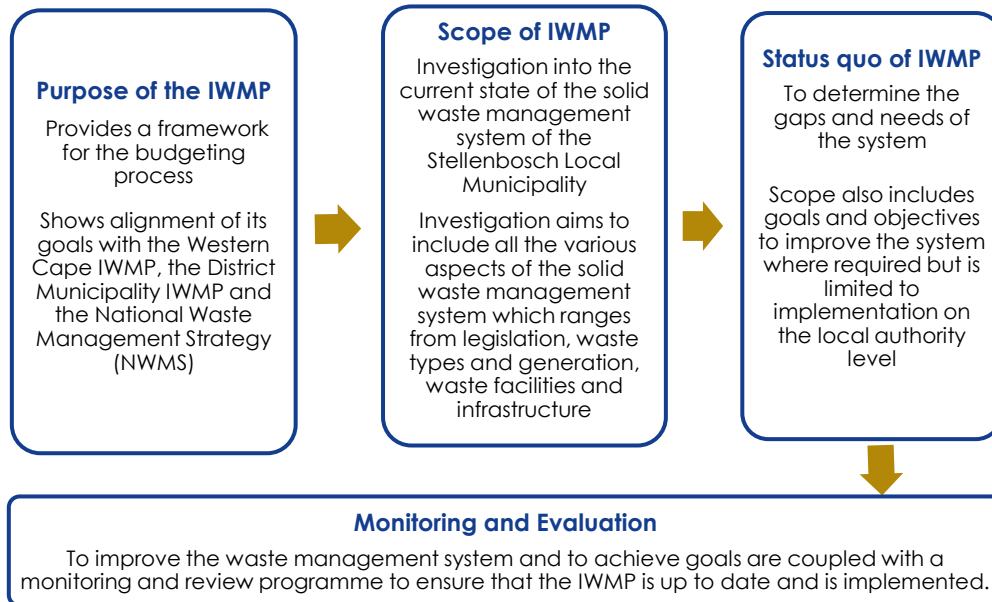 Purpose of the IWMP
Provides a framework
for the budgeting
process
Shows alignment of its
goals with the Western
Cape IWMP, the District
Municipality IWMP and
the National Waste
Management Strategy
(NWMS)
Scope of IWMP
Investigation into the
current state of the solid
waste management
system of the
Stellenbosch Local
Municipality
Investigation aims to
include all the various
aspects of the solid
waste management
system which ranges
from legislation, waste
types and generation,
waste facilities and
infrastructure
Status quo of IWMP
To determine the
gaps and needs of
the system
Scope also includes
goals and objectives
to improve the system
where required but is
limited to
implementation on
the local authority
level
Monitoring and Evaluation
To improve the waste management system and to achieve goals are coupled with a
monitoring and review programme to ensure that the IWMP is up to date and is implemented.